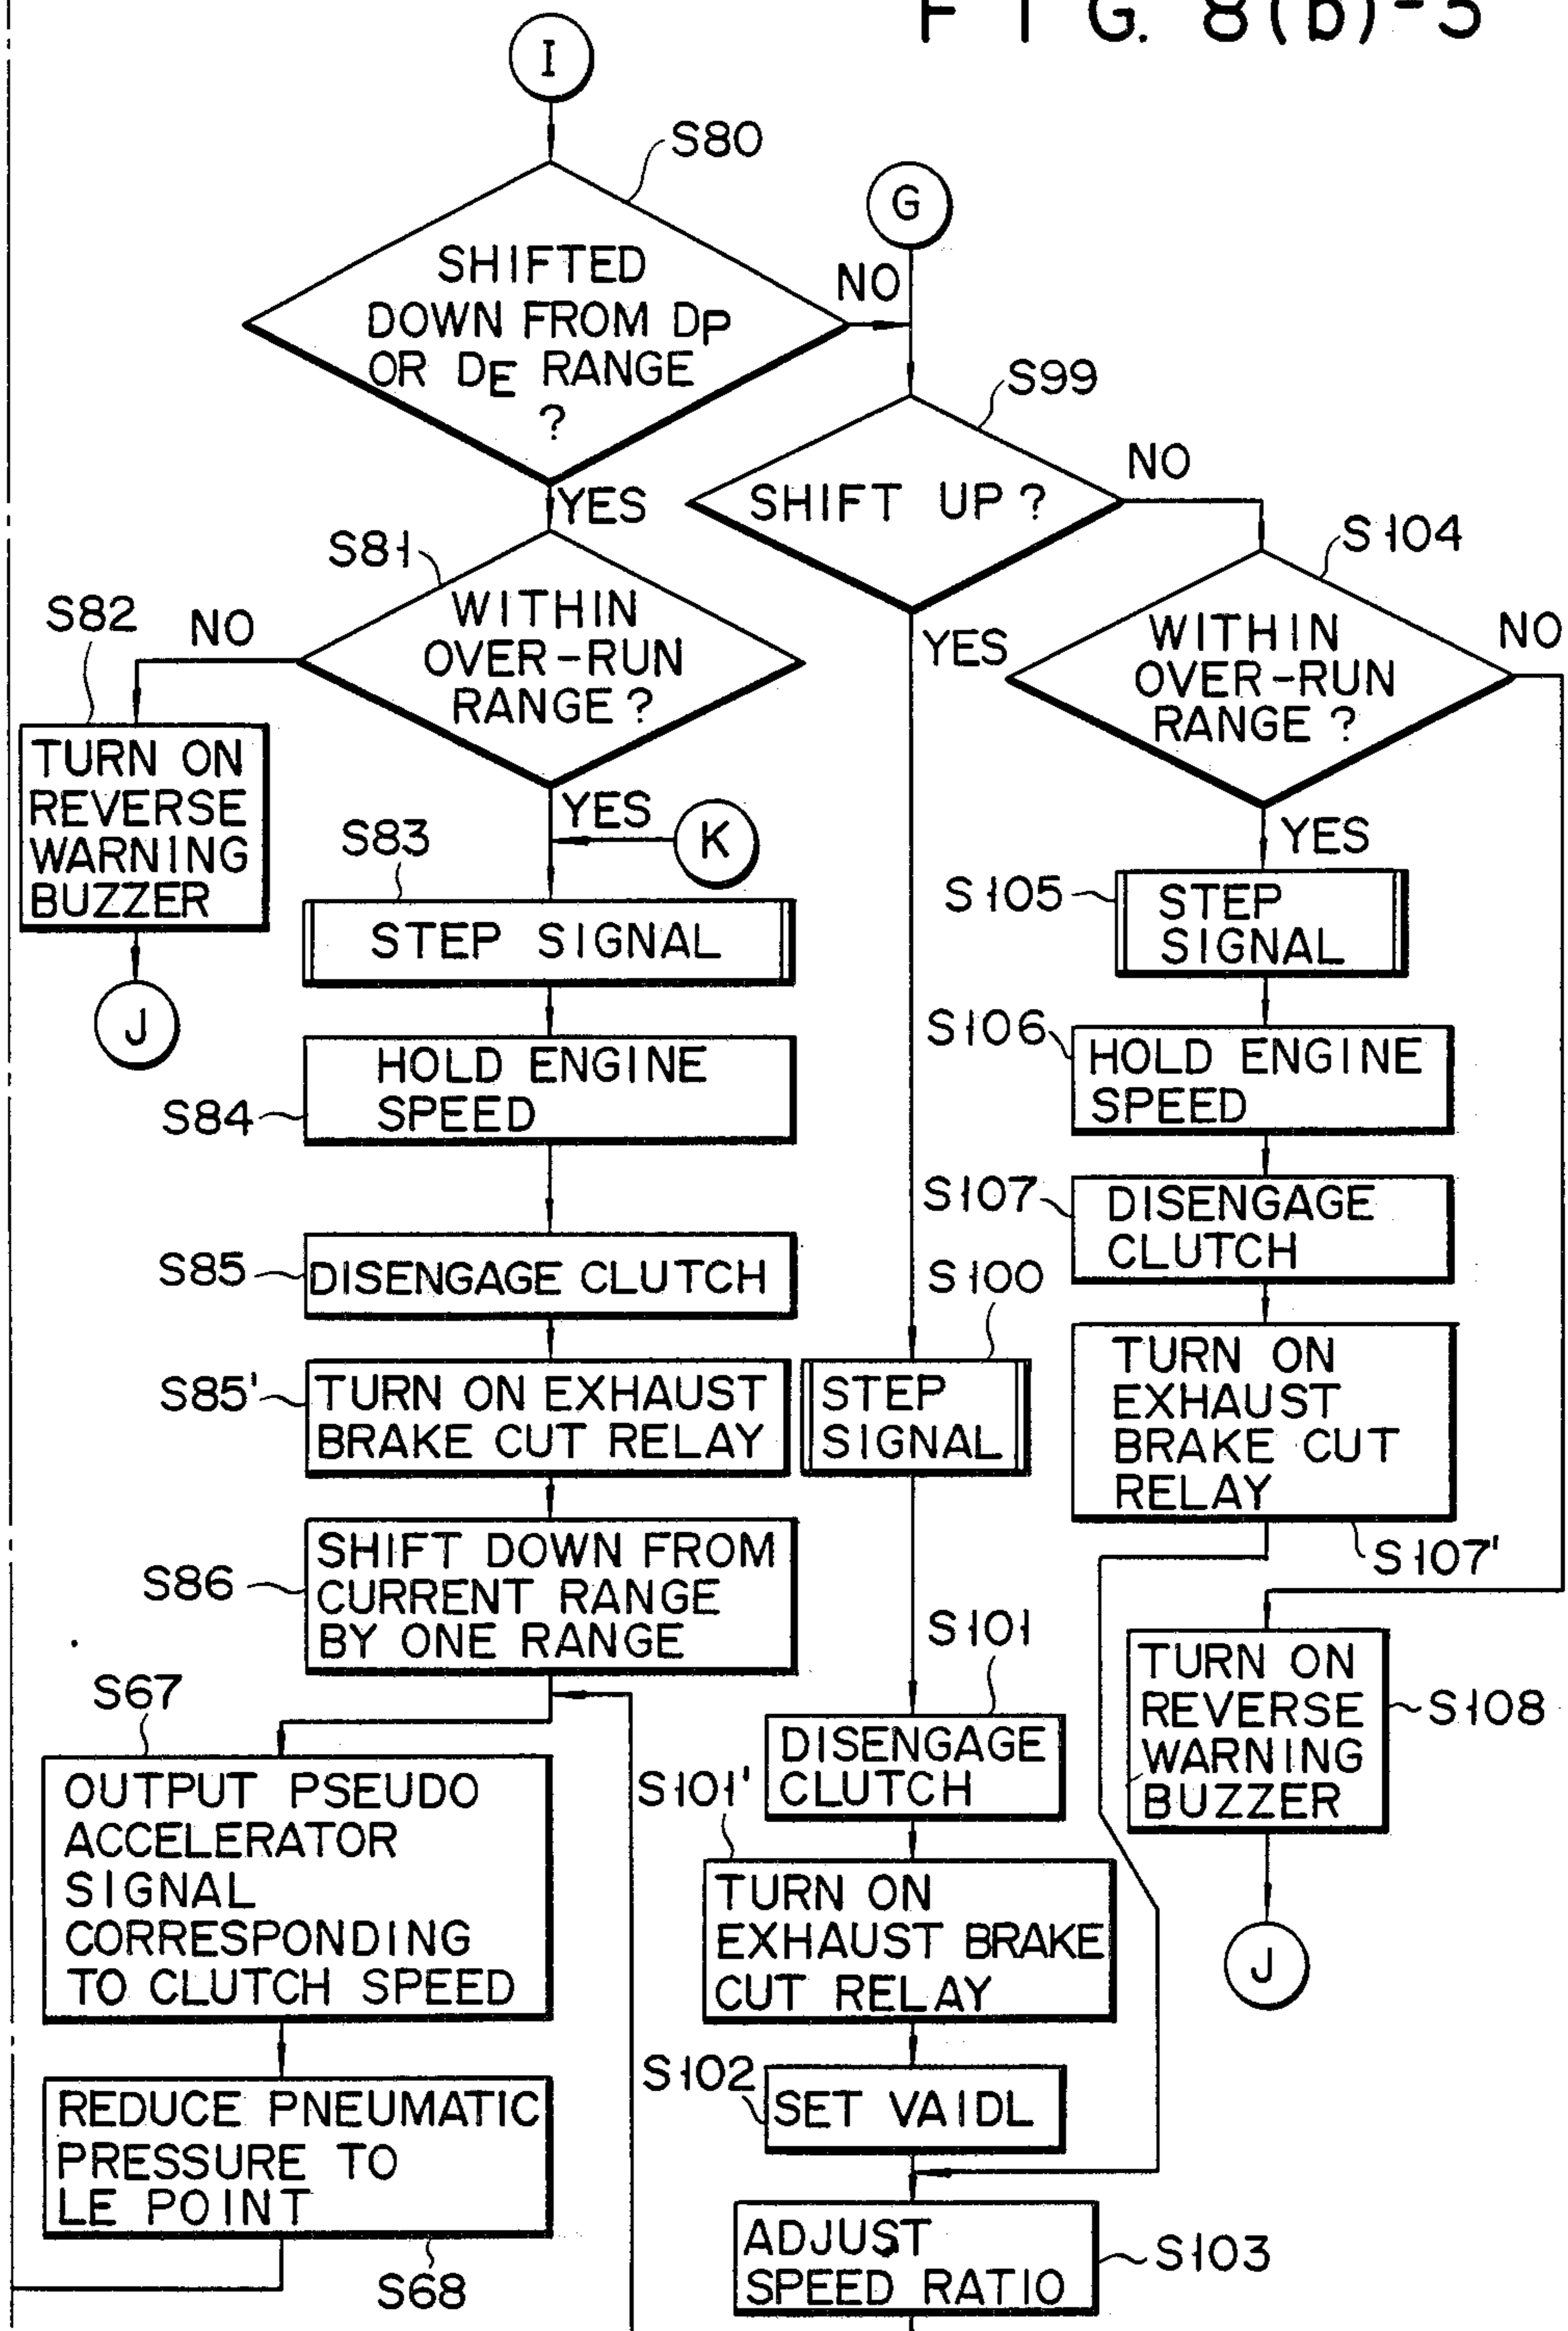 FIG. 8(b)-3
I
S80
G
SHIFTED
DOWN FROM DP
OR DE RANGE
?
NO
YES
S99
SHIFT UP?
NO
YES
S81
WITHIN
OVER-RUN
RANGE?
NO
YES
S82
TURN ON
REVERSE
WARNING
BUZZER
J
K
S83
STEP SIGNAL
S84
HOLD ENGINE
SPEED
S85
DISENGAGE CLUTCH
S85'
TURN ON EXHAUST
BRAKE CUT RELAY
S86
SHIFT DOWN FROM
CURRENT RANGE
BY ONE RANGE
S67
OUTPUT PSEUDO
ACCELERATOR
SIGNAL
CORRESPONDING
TO CLUTCH SPEED
REDUCE PNEUMATIC
PRESSURE TO
LE POINT
S68
S100
STEP
SIGNAL
S101
DISENGAGE
CLUTCH
S101'
TURN ON
EXHAUST BRAKE
CUT RELAY
S102
SET VAIDL
ADJUST
SPEED RATIO
S103
S104
WITHIN
OVER-RUN
RANGE?
NO
YES
S105
STEP
SIGNAL
S106
HOLD ENGINE
SPEED
S107
DISENGAGE
CLUTCH
TURN ON
EXHAUST
BRAKE CUT
RELAY
S107'
TURN ON
REVERSE
WARNING
BUZZER
S108
J